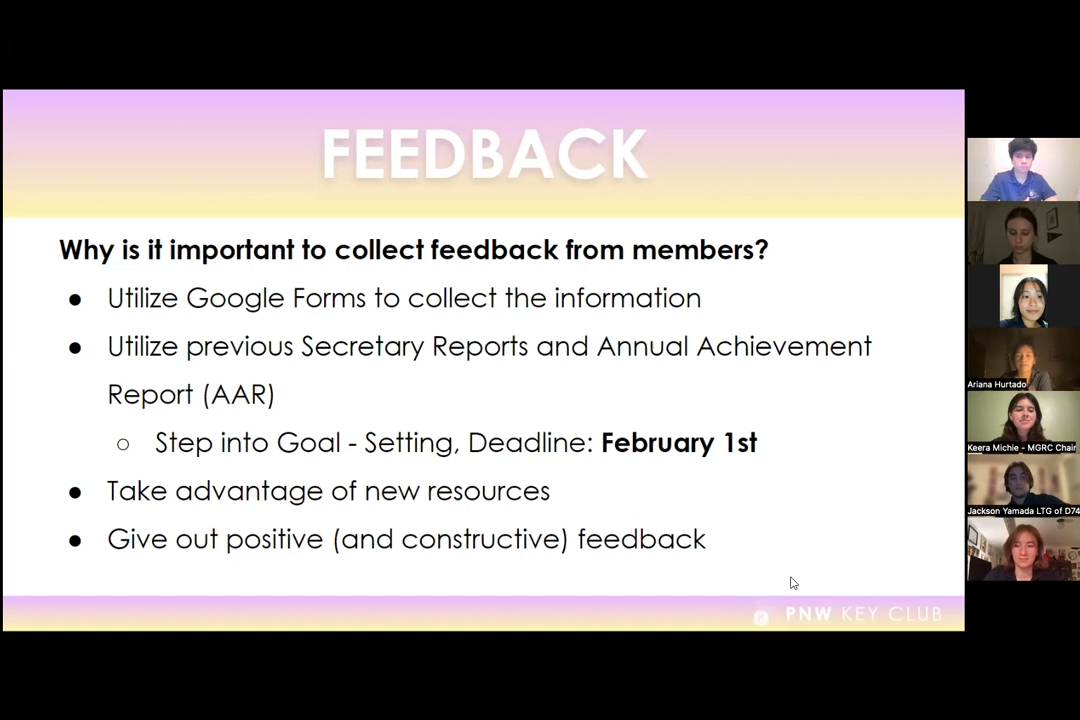 FEEDBACK
Why is it important to collect feedback from members?
● Utilize Google Forms to collect the information
● Utilize previous Secretary Reports and Annual Achievement
Report (AAR)
○ Step into Goal - Setting, Deadline: February 1st
● Take advantage of new resources
● Give out positive (and constructive) feedback
PNW KEY CLUB
Ariana Hurtado
Keera Michie - MGRC Chair
Jackson Yamada LTG of D74